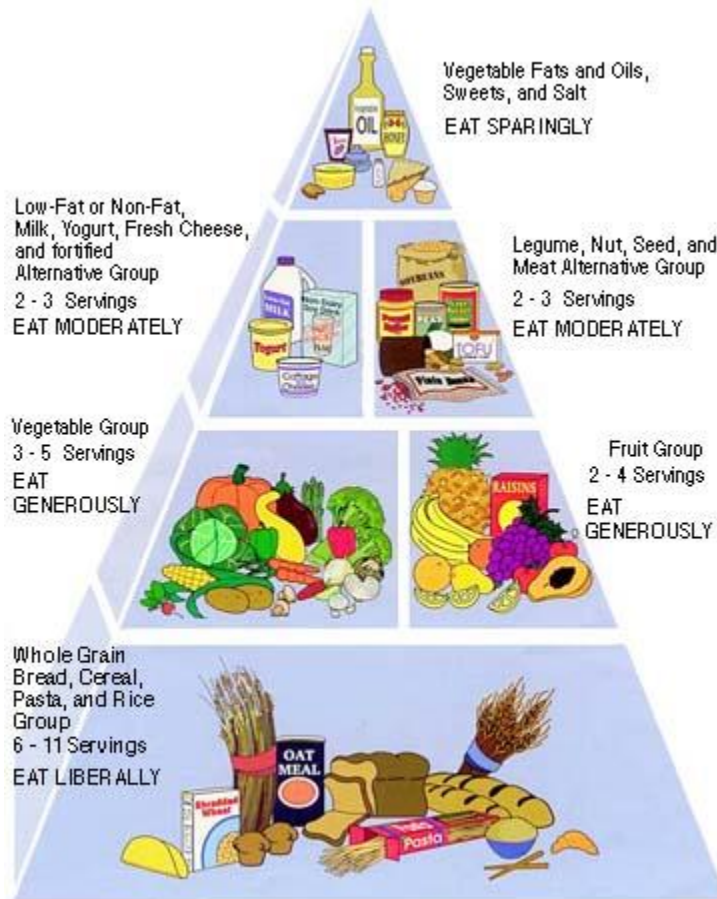 Vegetable Fats and Oils,
Sweets, and Salt
EAT SPARINGLY
OIL
HONEY
Low-Fat or Non-Fat,
Milk, Yogurt, Fresh Cheese,
and fortified
Alternative Group
2 - 3 Servings
EAT MODERATELY
MILK
Yogurt
Cottage
Cheese
Legume, Nut, Seed, and
Meat Alternative Group
2 - 3 Servings
EAT MODERATELY
SOYBEANS
TOFU
Pinto Beans
Vegetable Group
3 - 5 Servings
EAT
GENEROUSLY
Fruit Group
2 - 4 Servings
EAT
GENEROUSLY
RAISINS
Whole Grain
Bread, Cereal,
Pasta, and Rice
Group
6 - 11 Servings
EAT LIBERALLY
OAT
MEAL
Shredded
Wheat
Pasta